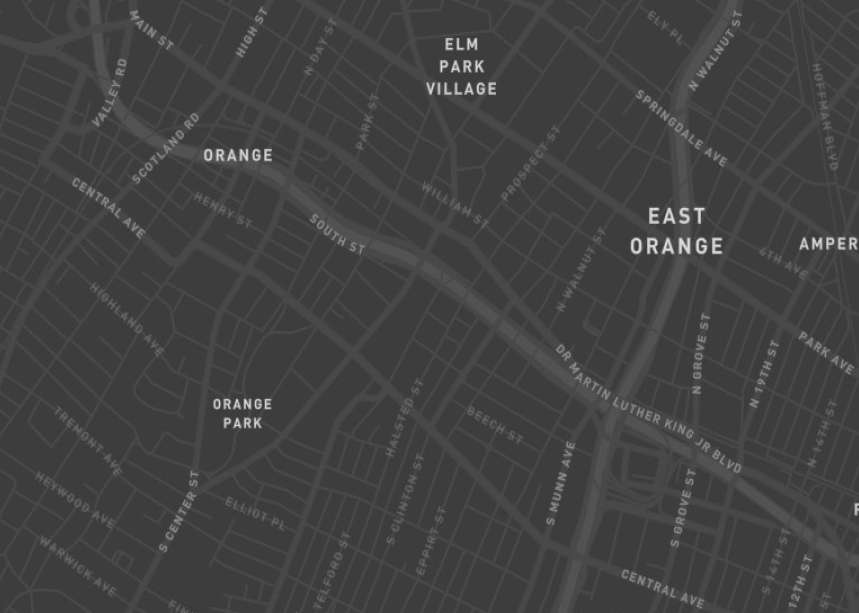 MAIN ST
HIGH ST
N DAY ST
ELM
PARK
VILLAGE
ELY PL
N WALNUT ST
VALLEY RD
PARK ST
SPRINGDALE AVE
HOFFMAN BLVD
SCOTLAND RD
ORANGE
PROSPECT ST
CENTRAL AVE
HENRY ST
WILLIAM ST
SOUTH ST
EAST
ORANGE
AMPER
4TH AVE
N WALNUT ST
HIGHLAND AVE
N GROVE ST
PARK AVE
N 19TH ST
DR MARTIN LUTHER KING JR BLVD
ORANGE
PARK
HALSTED ST
BEECH ST
N 14TH ST
TREMONT AVE
HEYWOOD AVE
S CENTER ST
ELLIOT PL
S CLINTON ST
EPPIRT ST
S MUNN AVE
S GROVE ST
WARWICK AVE
TELFORD ST
CENTRAL AVE
S 14TH ST
12TH ST